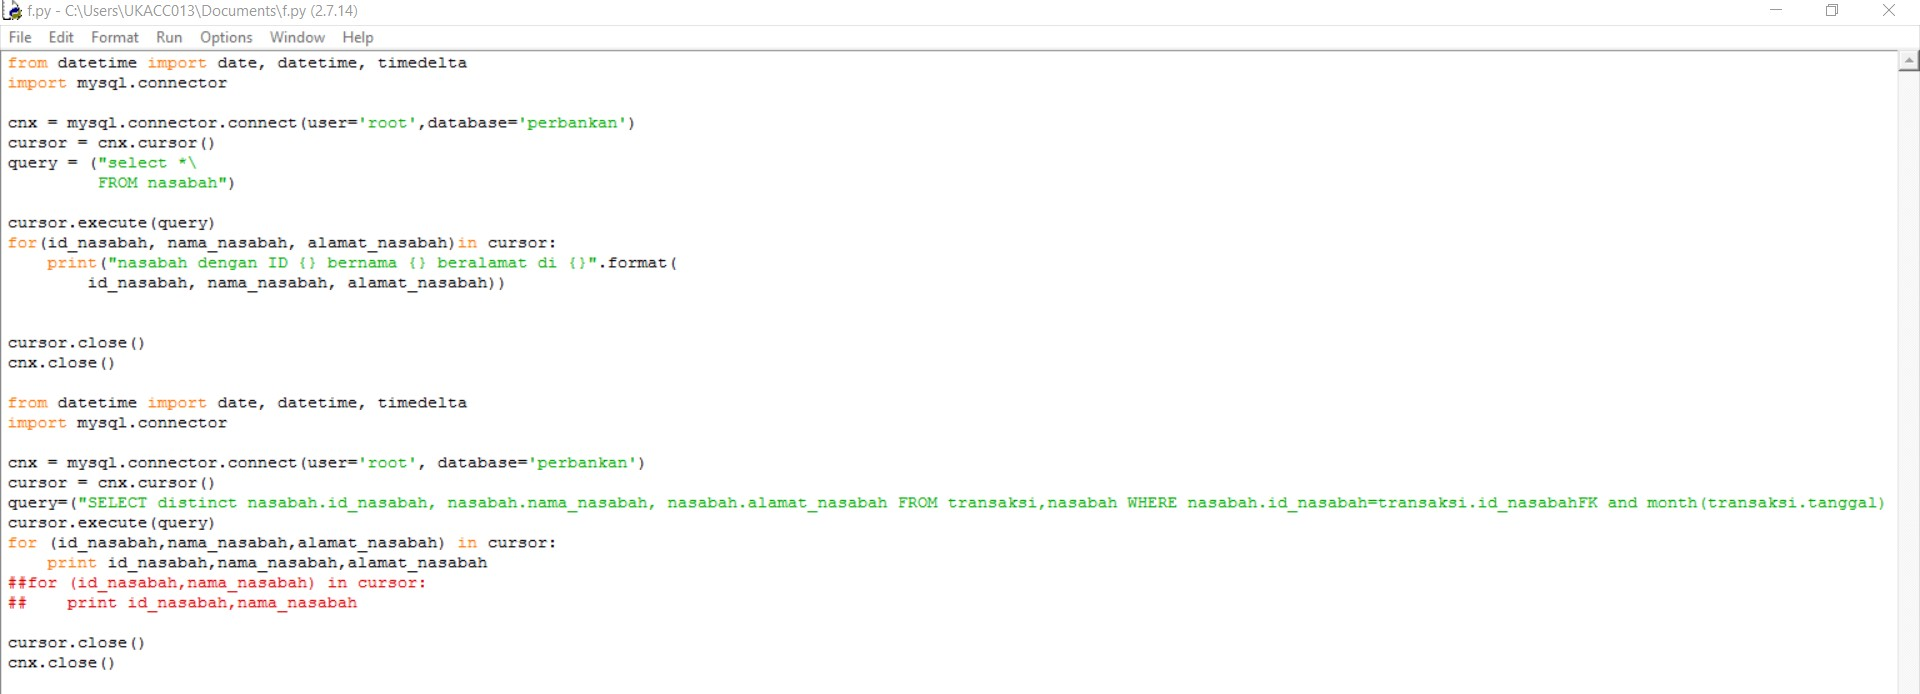 f.py - C:\Users\UKACC013\Documents\f.py (2.7.14)
File Edit Format Run Options Window Help
from datetime import date, datetime, timedelta
import mysql.connector

cnx = mysql.connector.connect(user='root',database='perbankan')
cursor = cnx.cursor()
query = ("select *\
         FROM nasabah")

cursor.execute(query)
for(id_nasabah, nama_nasabah, alamat_nasabah)in cursor:
    print("nasabah dengan ID {} bernama {} beralamat di {}".format(
        id_nasabah, nama_nasabah, alamat_nasabah))


cursor.close()
cnx.close()

from datetime import date, datetime, timedelta
import mysql.connector

cnx = mysql.connector.connect(user='root', database='perbankan')
cursor = cnx.cursor()
query=("SELECT distinct nasabah.id_nasabah, nasabah.nama_nasabah, nasabah.alamat_nasabah FROM transaksi,nasabah WHERE nasabah.id_nasabah=transaksi.id_nasabahFK and month(transaksi.tanggal)
cursor.execute(query)
for (id_nasabah,nama_nasabah,alamat_nasabah) in cursor:
    print id_nasabah,nama_nasabah,alamat_nasabah
##for (id_nasabah,nama_nasabah) in cursor:
##    print id_nasabah,nama_nasabah

cursor.close()
cnx.close()